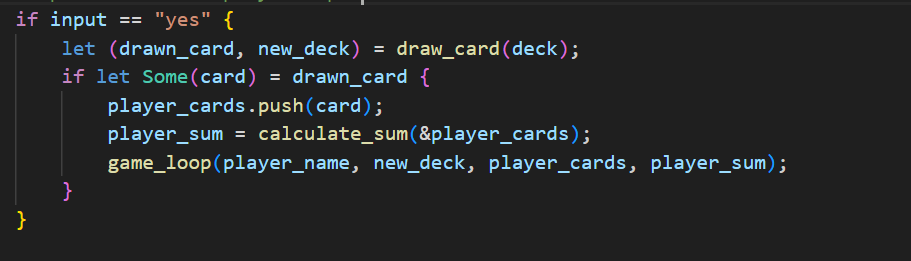 if input == "yes" {
    let (drawn_card, new_deck) = draw_card(deck);
    if let Some(card) = drawn_card {
        player_cards.push(card);
        player_sum = calculate_sum(&player_cards);
        game_loop(player_name, new_deck, player_cards, player_sum);
    }
}